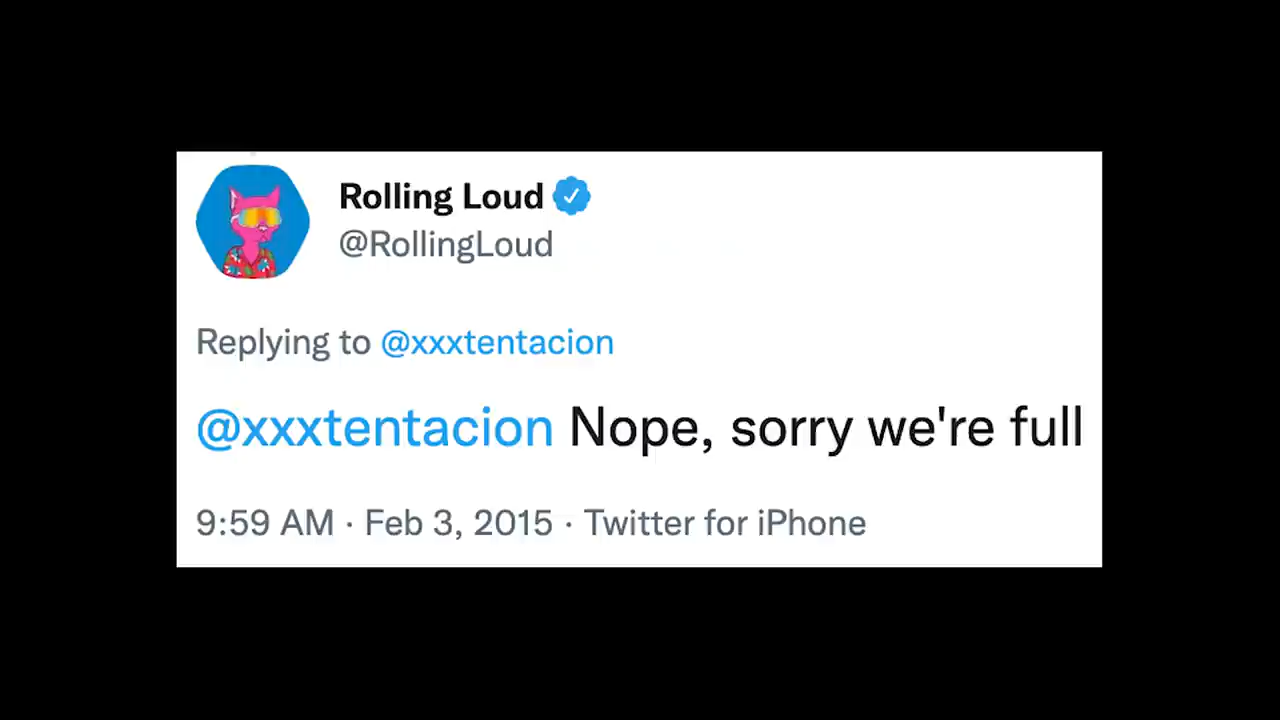 Rolling Loud
@RollingLoud
Replying to @xxxtentacion
@xxxtentacion Nope, sorry we're full
9:59 AM · Feb 3, 2015 · Twitter for iPhone